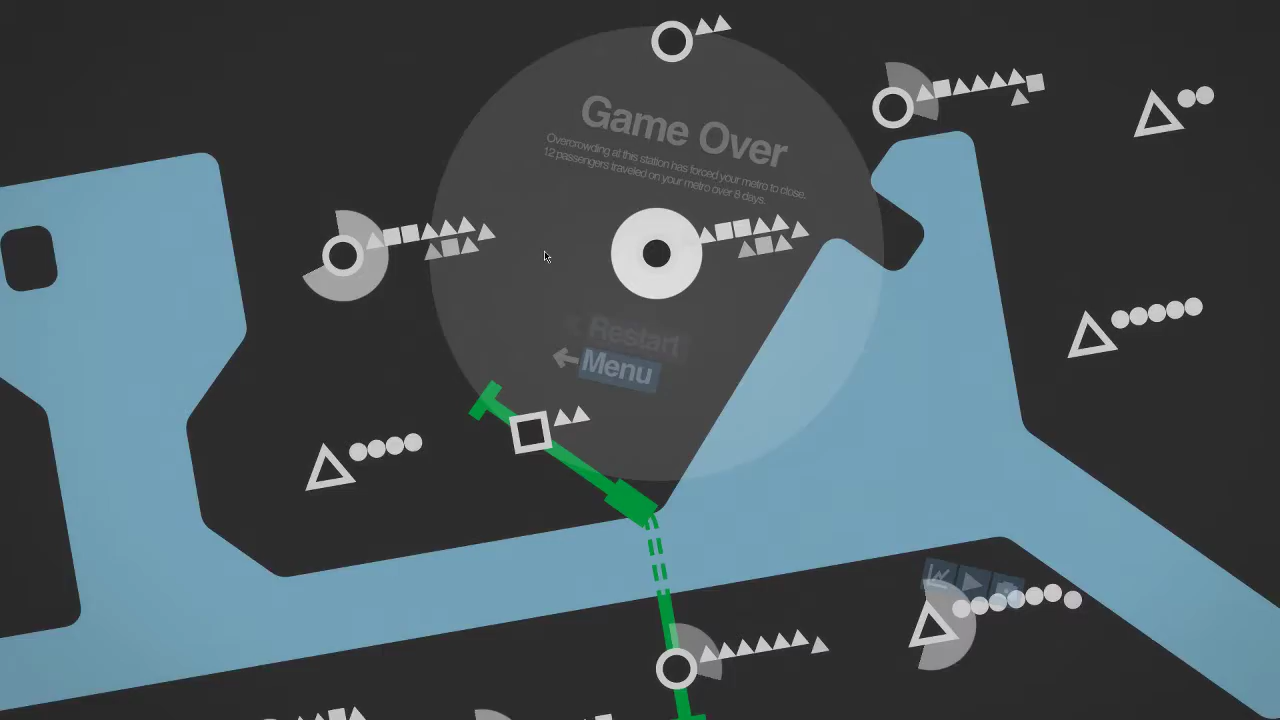 Game Over
Overcrowding at this station has forced your metro to close.
12 passengers traveled on your metro over 8 days.
Restart
Menu